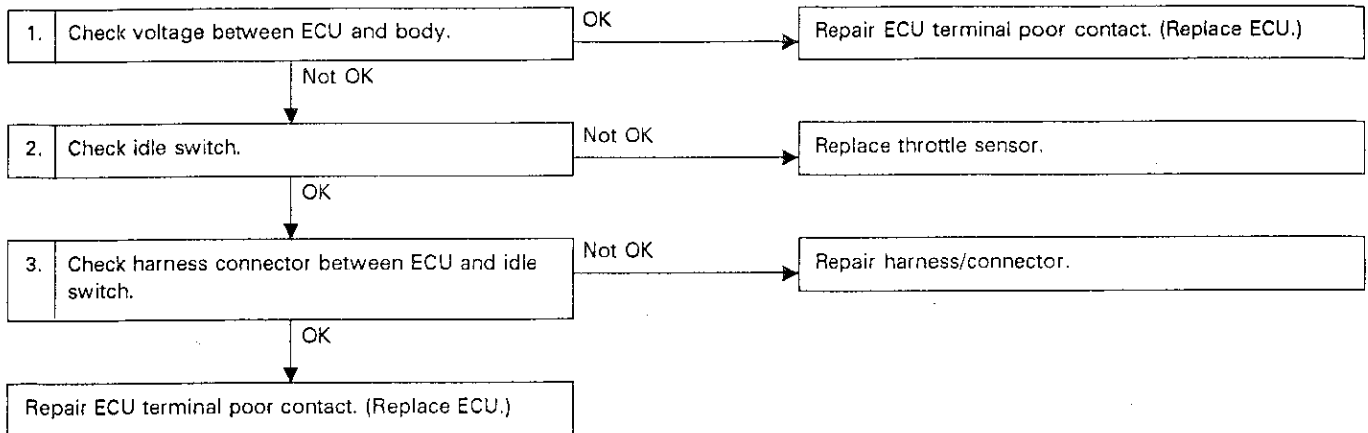 1. Check voltage between ECU and body.
OK
Repair ECU terminal poor contact. (Replace ECU.)
Not OK
2. Check idle switch.
Not OK
Replace throttle sensor.
OK
3. Check harness connector between ECU and idle
switch.
Not OK
Repair harness/connector.
OK
Repair ECU terminal poor contact. (Replace ECU.)